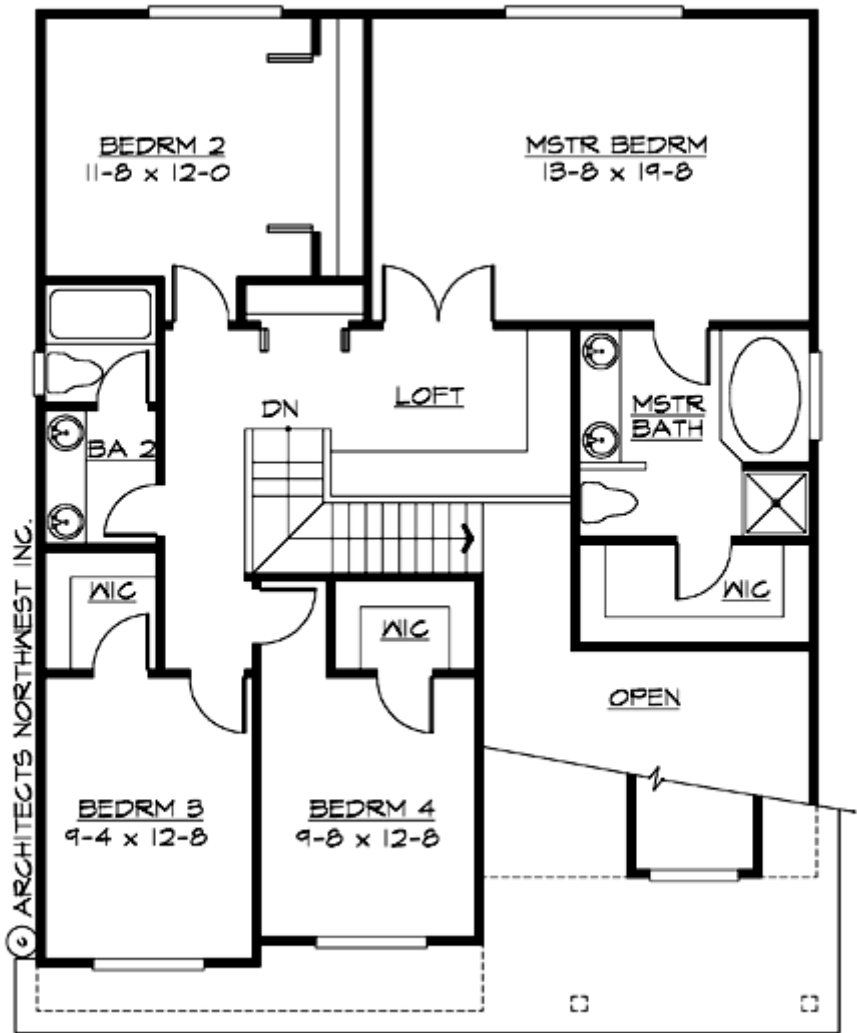 BEDRM 2
11-8 x 12-0
MSTR BEDRM
13-8 x 19-8
LOFT
DN
MSTR
BATH
BA 2
WIC
WIC
WIC
OPEN
BEDRM 3
9-4 x 12-8
BEDRM 4
9-8 x 12-8
© ARCHITECTS NORTHWEST INC.